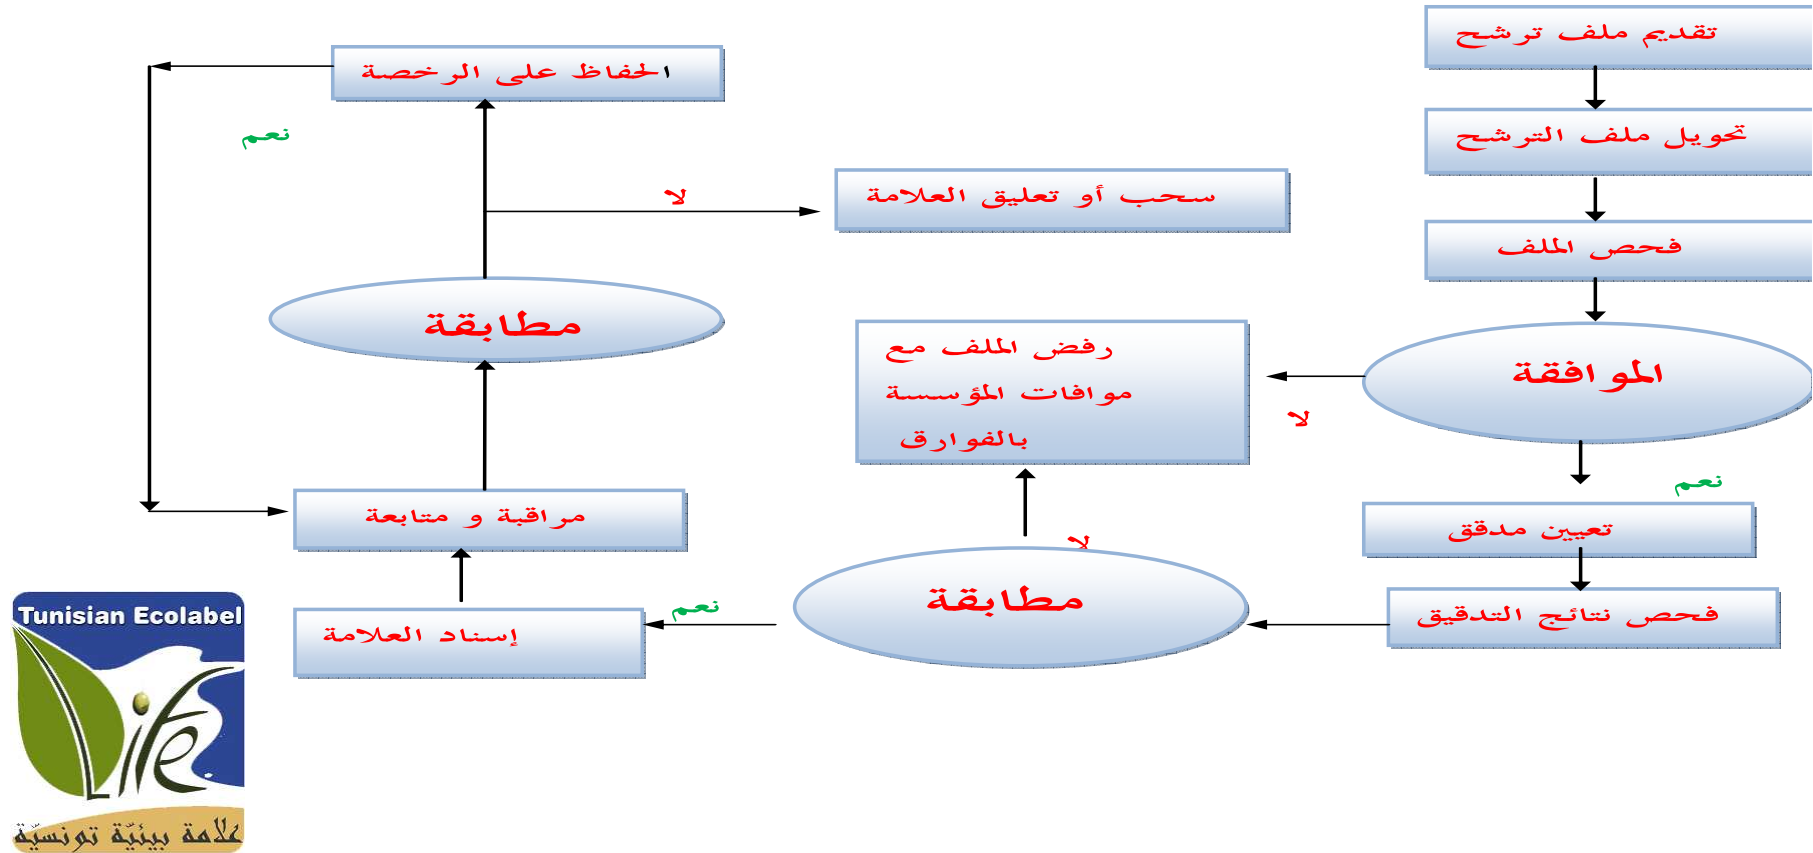 تقديم ملف ترشح
تحويل ملف الترشح
فحص الملف
الموافقة
لا
نعم
تعيين مدقق
فحص نتائج التدقيق
رفض الملف مع
موافات المؤسسة
بالفوارق
لا
مطابقة
نعم
إسناد العلامة
مراقبة و متابعة
مطابقة
لا
سحب أو تعليق العلامة
نعم
الحفاظ على الرخصة
Tunisian Ecolabel
Life
علامة بيئيّة تونسيّة